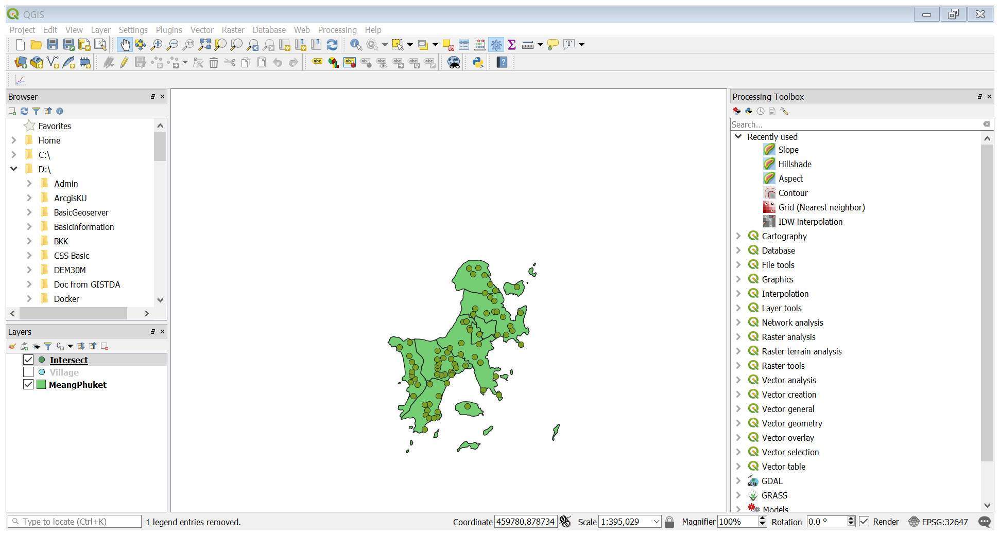 QGIS
Project Edit View Layer Settings Plugins Vector Raster Database Web Processing Help
Browser
Favorites
Home
C:\
D:\
Admin
ArcgisKU
BasicGeoserver
Basicinformation
BKK
CSS Basic
DEM30M
Doc from GISTDA
Docker
Layers
Intersect
Village
MeangPhuket
Processing Toolbox
Search...
Recently used
Slope
Hillshade
Aspect
Contour
Grid (Nearest neighbor)
IDW interpolation
Cartography
Database
File tools
Graphics
Interpolation
Layer tools
Network analysis
Raster analysis
Raster terrain analysis
Raster tools
Vector analysis
Vector creation
Vector general
Vector geometry
Vector overlay
Vector selection
Vector table
GDAL
GRASS
Models
Type to locate (Ctrl+K) 1 legend entries removed. Coordinate 459780,878734 Scale 1:395,029 Magnifier 100% Rotation 0.0 ° Render EPSG:32647